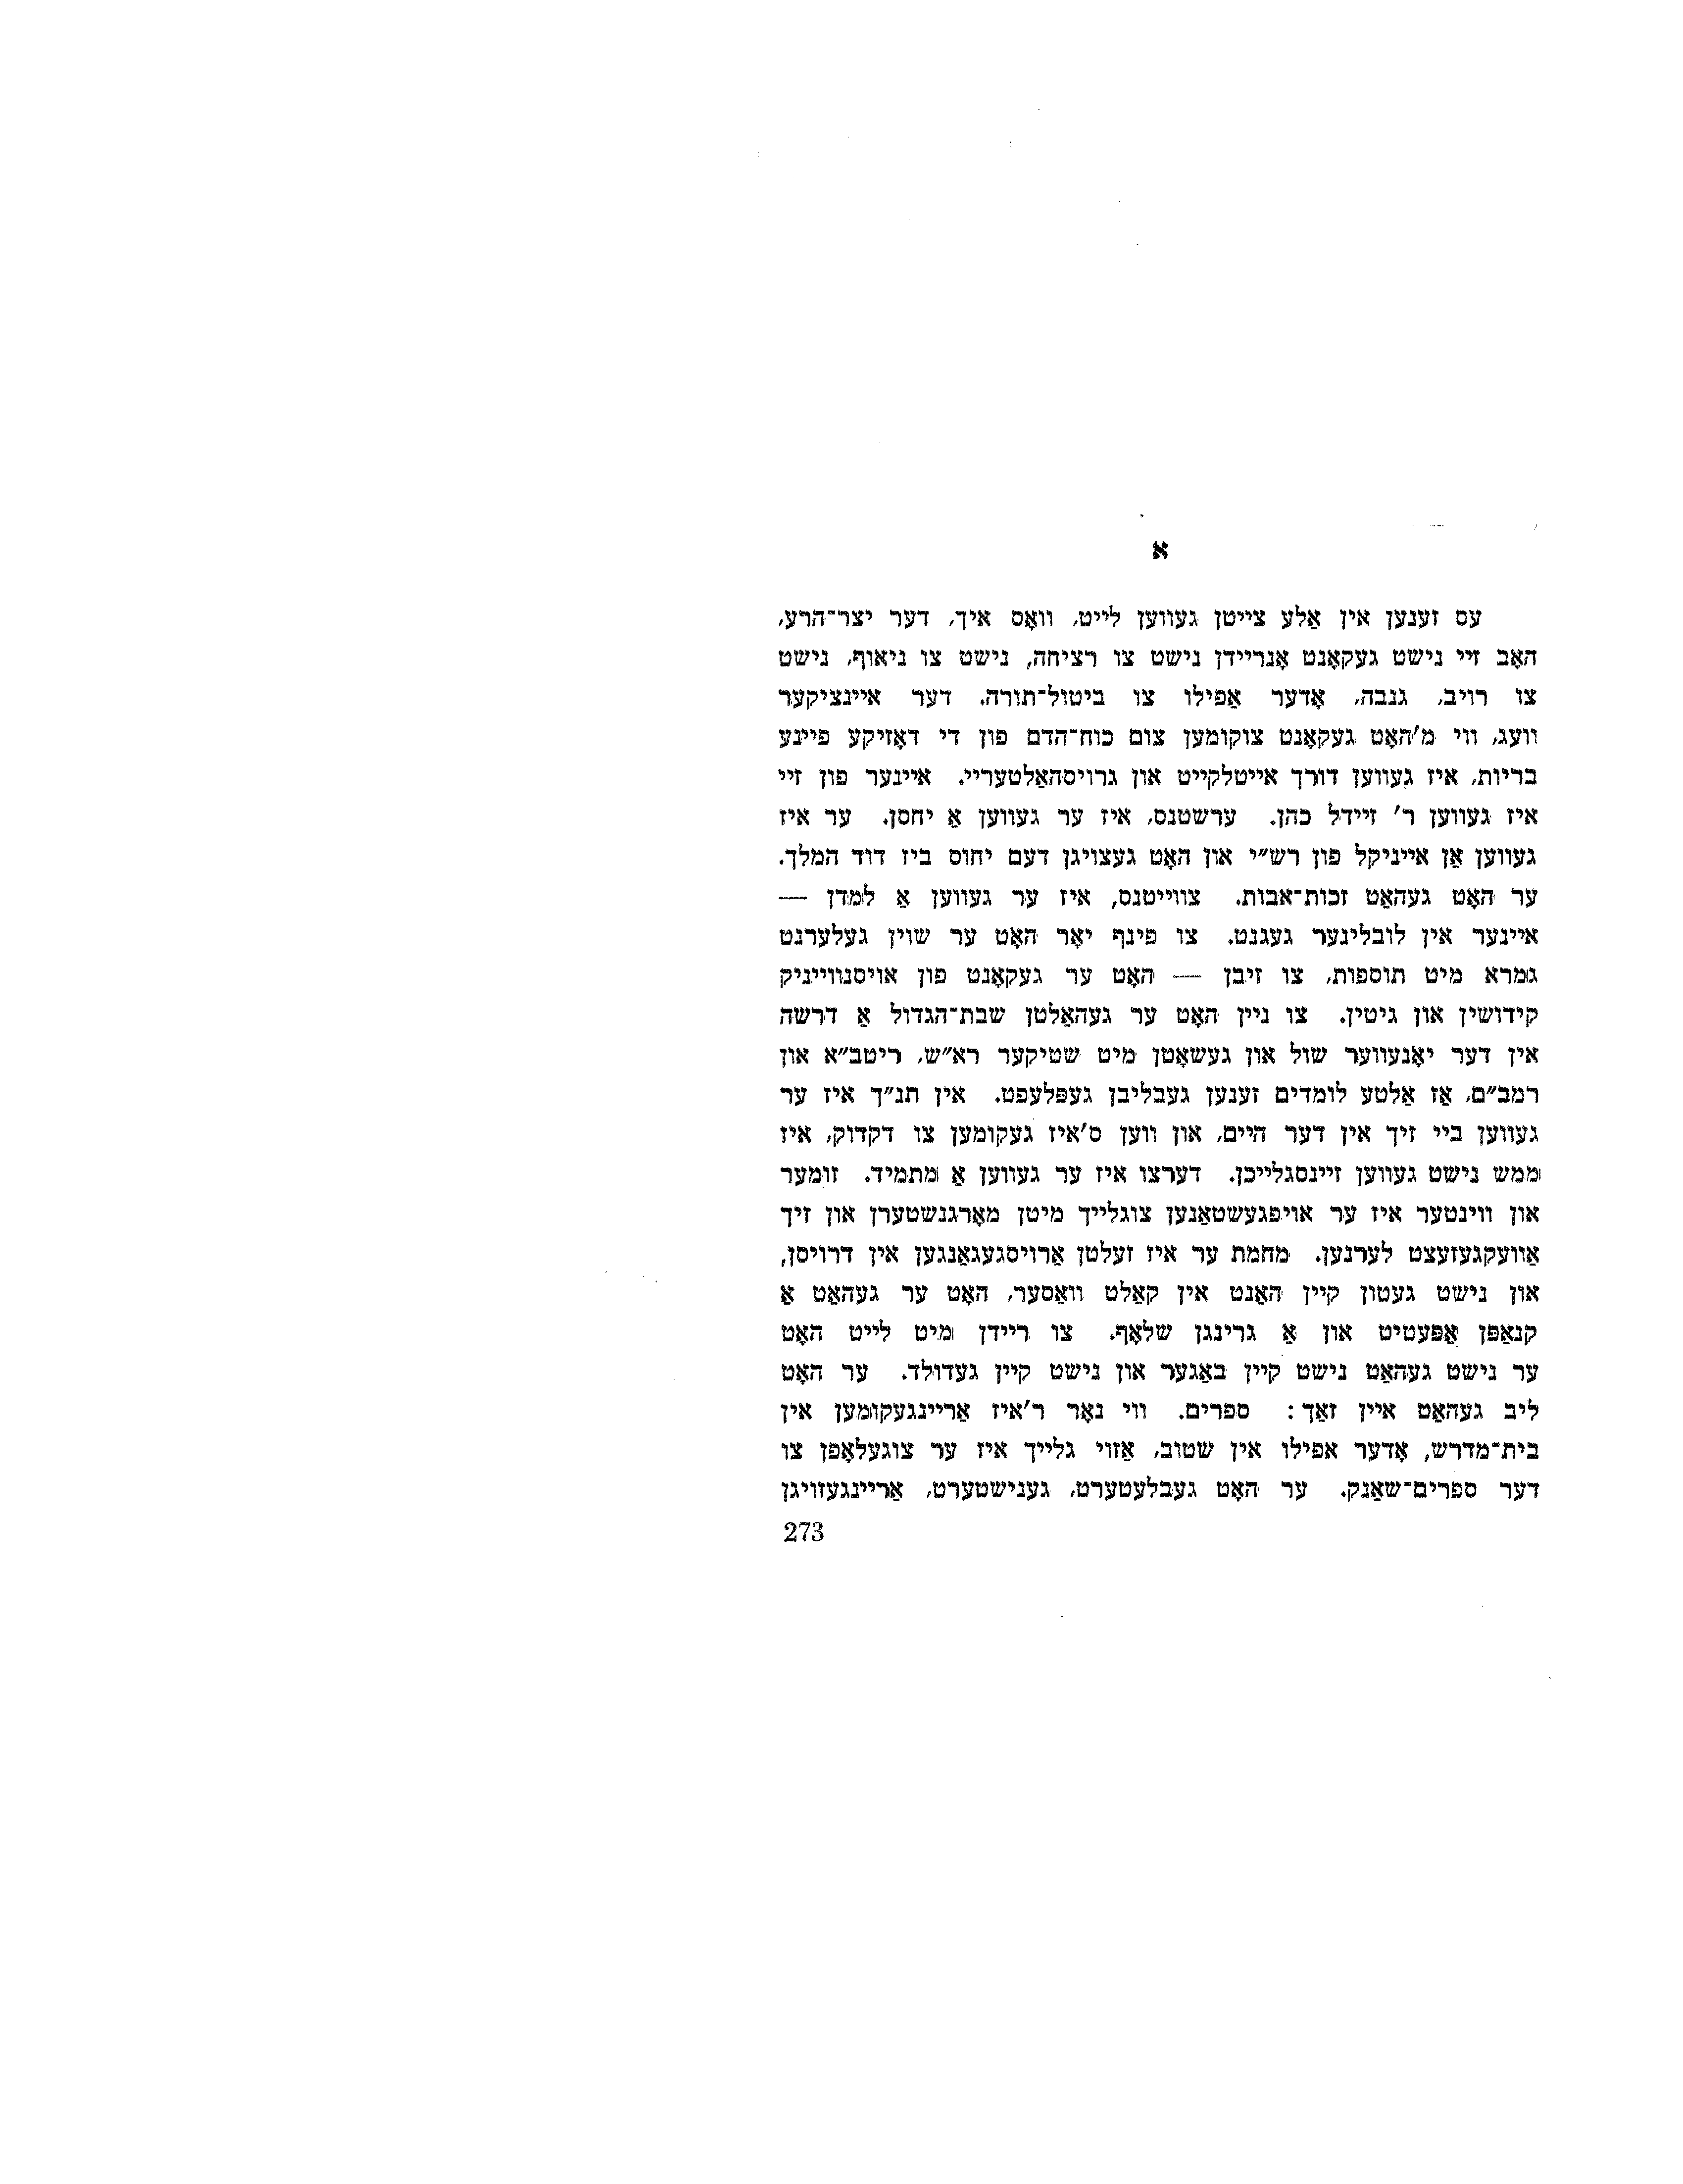 א
עס זענען אין אַלע צייטן געווען לייט, וואָס איך, דער יצר־הרע,
האָב זיי נישט געקאָנט אָנריידן נישט צו רציחה, נישט צו ניאוף, נישט
צו רויב, גנבה, אָדער אַפילו צו ביטול־תורה. דער איינציקער
וועג, ווי מ'האָט געקאָנט צוקומען צום כוח־הדם פון די דאָזיקע פיינע
בריות, איז געווען דורך אייטלקייט און גרויסהאַלטעריי. איינער פון זיי
איז געווען ר' זיידל כהן. ערשטנס, איז ער געווען אַ יחסן. ער איז
געווען אַן אייניקל פון רש״י און האָט געצויגן דעם יחוס ביז דוד המלך.
ער האָט געהאַט זכות־אבות. צווייטנס, איז ער געווען אַ למדן —
איינער אין לובלינער געגנט. צו פינף יאָר האָט ער שוין געלערנט
גמרא מיט תוספות, צו זיבן — האָט ער געקאָנט פון אויסנווייניק
קידושין און גיטין. צו ניין האָט ער געהאַלטן שבת־הגדול אַ דרשה
אין דער יאָנעווער שול און געשאָטן מיט שטיקער רא״ש, ריטב״א און
רמב״ם, אַז אַלטע לומדים זענען געבליבן געפּלעפט. אין תנ״ך איז ער
געווען ביי זיך אין דער היים, און ווען ס'איז געקומען צו דקדוק, איז
ממש נישט געווען זיינסגלייכן. דערצו איז ער געווען אַ מתמיד. זומער
און ווינטער איז ער אויפגעשטאַנען צוגלייך מיטן מאָרגנשטערן און זיך
אַוועקגעזעצט לערנען. מחמת ער איז זעלטן אַרויסגעגאַנגען אין דרויסן,
און נישט געטון קיין האַנט אין קאַלט וואַסער, האָט ער געהאַט אַ
קנאַפּן אַפּעטיט און אַ גרינגן שלאָף. צו ריידן מיט לייט האָט
ער נישט געהאַט נישט קיין באַגער און נישט קיין געדולד. ער האָט
ליב געהאַט איין זאַך: ספרים. ווי נאָר ר'איז אַריינגעקומען אין
בית־מדרש, אָדער אפילו אין שטוב, אַזוי גלייך איז ער צוגעלאָפן צו
דער ספרים־שאַנק. ער האָט געבלעטערט, גענישטערט, אַריינגעזויגן
273